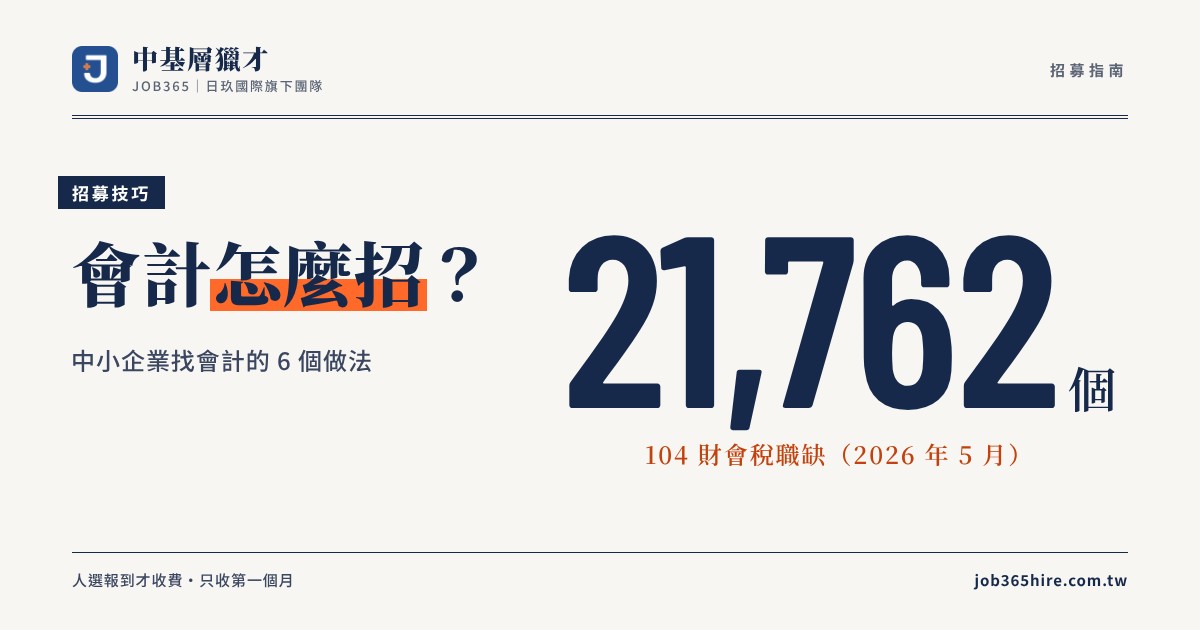 中基層獵才
JOB365｜日玖國際旗下團隊
招募指南
招募技巧
會計怎麼招？
中小企業找會計的 6 個做法
21,762 個
104 財會稅職缺（2026 年 5 月）
人選報到才收費・只收第一個月
job365hire.com.tw